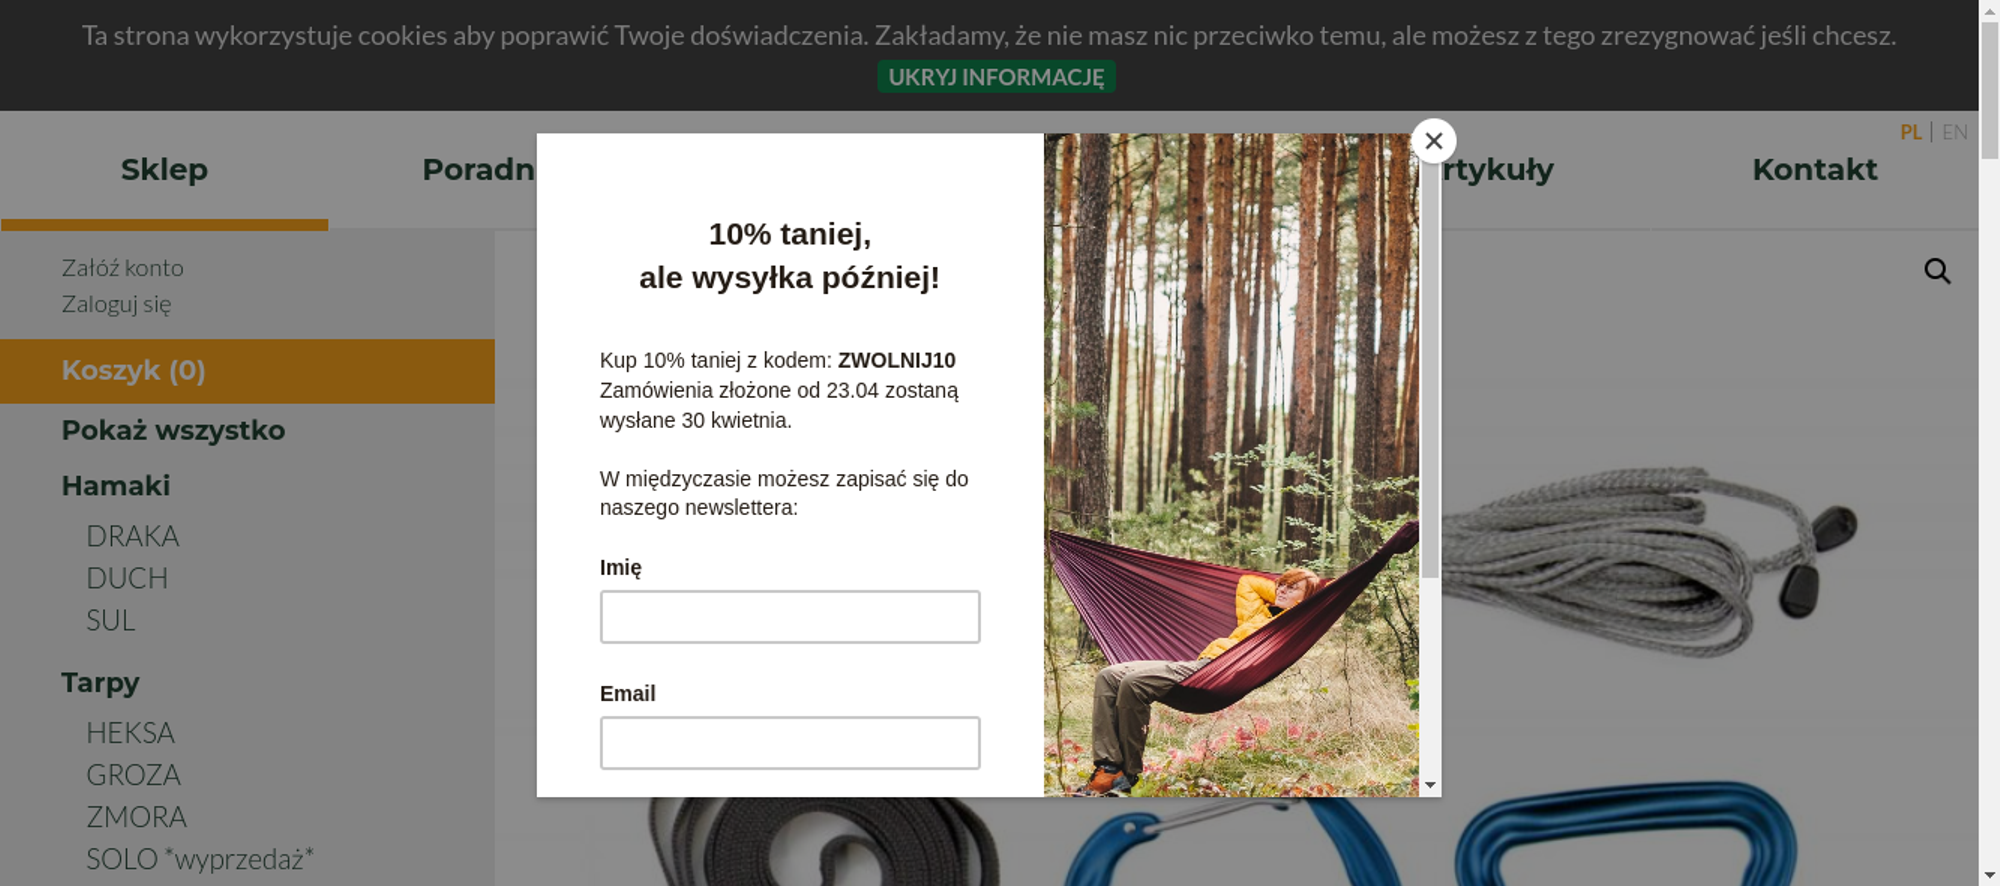 Ta strona wykorzystuje cookies aby poprawić Twoje doświadczenia. Zakładamy, że nie masz nic przeciwko temu, ale możesz z tego zrezygnować jeśli chcesz.
UKRYJ INFORMACJĘ
PL | EN
Sklep
Poradn
rtykuły
Kontakt
Załóż konto
Zaloguj się
Koszyk (0)
Pokaż wszystko
Hamaki
DRAKA
DUCH
SUL
Tarpy
HEKSA
GROZA
ZMORA
SOLO *wyprzedaż*
10% taniej,
ale wysyłka później!
Kup 10% taniej z kodem: ZWOLNIJ10
Zamówienia złożone od 23.04 zostaną
wysłane 30 kwietnia.
W międzyczasie możesz zapisać się do
naszego newslettera:
Imię
Email